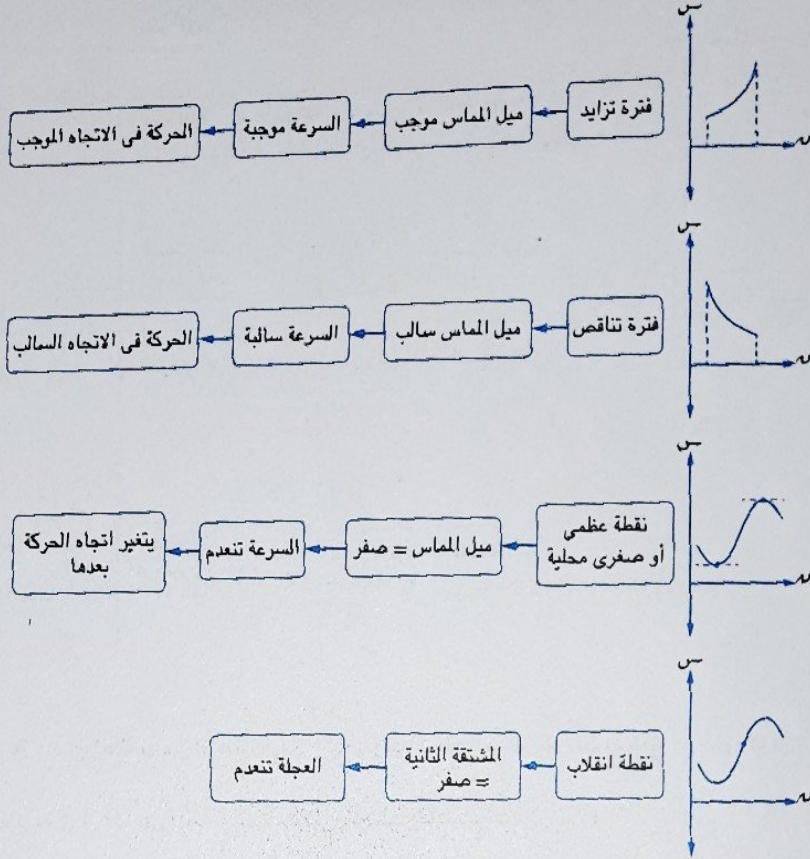 س
فترة تزايد
ميل المماس موجب
السرعة موجبة
الحركة فى الاتجاه الموجب
ن
س
فترة تناقص
ميل المماس سالب
السرعة سالبة
الحركة فى الاتجاه السالب
ن
س
نقطة عظمى
أو صغرى محلية
ميل المماس = صفر
السرعة تنعدم
يتغير اتجاه الحركة
بعدها
ن
س
نقطة انقلاب
المشتقة الثانية
= صفر
العجلة تنعدم
ن